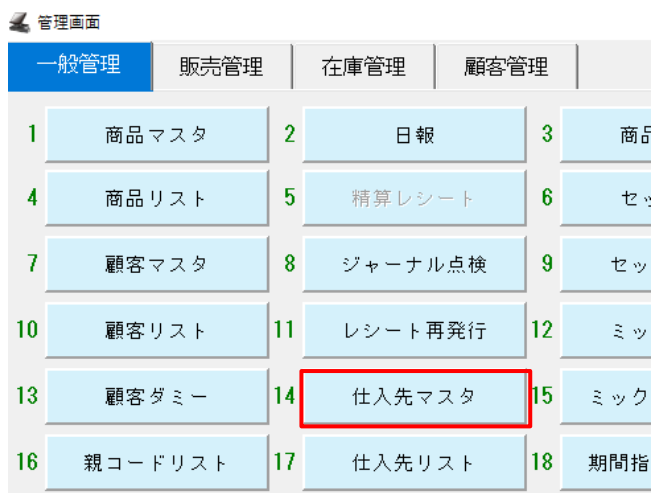 管理画面
一般管理 販売管理 在庫管理 顧客管理
1 商品マスタ 2 日報 3 商品
4 商品リスト 5 精算レシート 6 セッ
7 顧客マスタ 8 ジャーナル点検 9 セッ
10 顧客リスト 11 レシート再発行 12 ミッ
13 顧客ダミー 14 仕入先マスタ 15 ミック
16 親コードリスト 17 仕入先リスト 18 期間指